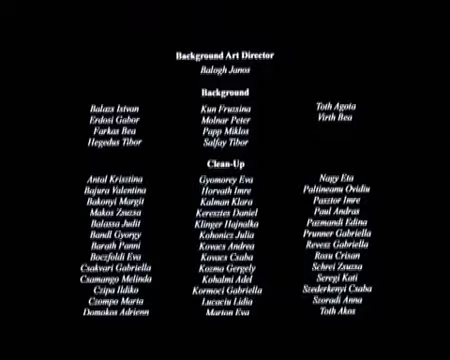 Background Art Director
Balogh Janos
Background
Balazs Istvan
Erdosi Gabor
Farkas Bea
Hegedus Tibor
Kun Fruzsina
Molnar Peter
Papp Miklos
Salfay Tibor
Toth Agota
Virth Bea
Clean-Up
Antal Krisztina
Bajura Valentina
Bakonyi Margit
Makos Zsuzsa
Balassa Judit
Bandl Gyorgy
Barath Panni
Boczfoldi Eva
Csakvari Gabriella
Csamango Melinda
Czipa Ildiko
Czompo Marta
Domokos Adrienn
Gyomorey Eva
Horvath Imre
Kalman Klara
Keresztes Daniel
Klinger Hajnalka
Kohonicz Julia
Kovacs Andrea
Kovacs Csaba
Kozma Gergely
Kohalmi Adel
Kormoci Gabriella
Lucaciu Lidia
Marton Eva
Nagy Eta
Paltineanu Ovidiu
Pasztor Imre
Paul Andras
Pazmandi Edina
Prunner Gabriella
Revesz Gabriella
Rosu Crisan
Schrei Zsuzsa
Seregi Kati
Szederkenyi Csaba
Szoradi Anna
Toth Akos